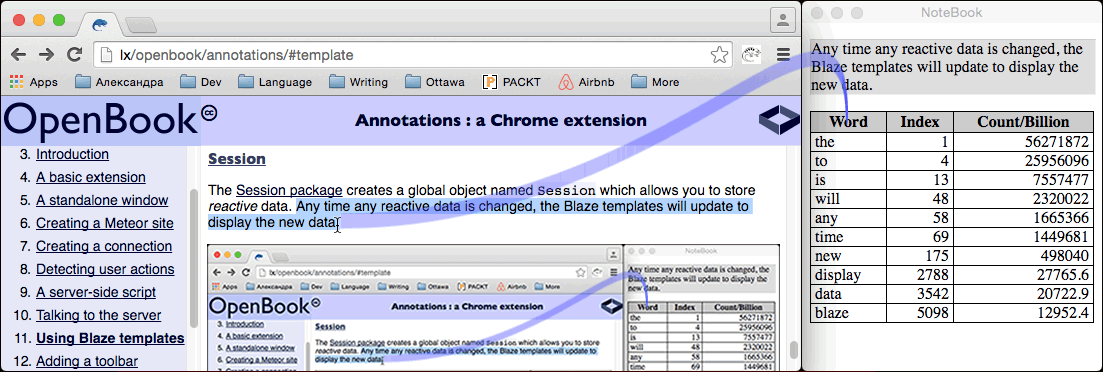 NoteBook
lx/openbook/annotations/#template
Apps Александра Dev Language Writing Ottawa PACKT Airbnb More
OpenBook cc
Annotations : a Chrome extension
3. Introduction
4. A basic extension
5. A standalone window
6. Creating a Meteor site
7. Creating a connection
8. Detecting user actions
9. A server-side script
10. Talking to the server
11. Using Blaze templates
12. Adding a toolbar
Session
The Session package creates a global object named Session which allows you to store
reactive data. Any time any reactive data is changed, the Blaze templates will update to
display the new data.
NoteBook
lx/openbook/annotations/#template
Apps Александра Dev Language Writing Ottawa PACKT Airbnb More
OpenBook cc
Annotations : a Chrome extension
3. Introduction
4. A basic extension
5. A standalone window
6. Creating a Meteor site
Session
The Session package creates a global object named Session which allows you to store
reactive data. Any time any reactive data is changed, the Blaze templates will update to
display the new data.
Any time any reactive data is changed, the
Blaze templates will update to display the
new data.
Word Index Count/Billion
the 1 56271872
to 4 25956096
is 13 7557477
will 48 2320022
any 58 1665366
Any time any reactive data is changed, the
Blaze templates will update to display the
new data.
Word Index Count/Billion
the 1 56271872
to 4 25956096
is 13 7557477
will 48 2320022
any 58 1665366
time 69 1449681
new 175 498040
display 2788 27765.6
data 3542 20722.9
blaze 5098 12952.4